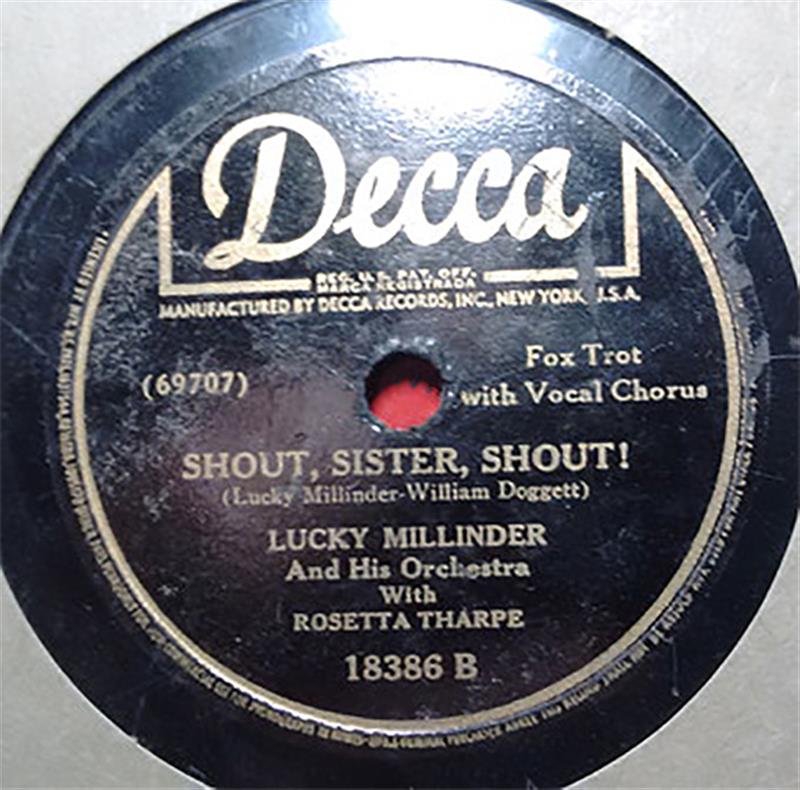 Decca
REG. U.S. PAT. OFF.
MARCA REGISTRADA
MANUFACTURED BY DECCA RECORDS, INC., NEW YORK, U.S.A.
(69707)
Fox Trot
with Vocal Chorus
SHOUT, SISTER, SHOUT!
(Lucky Millinder-William Doggett)
LUCKY MILLINDER
And His Orchestra
With
ROSETTA THARPE
18386 B